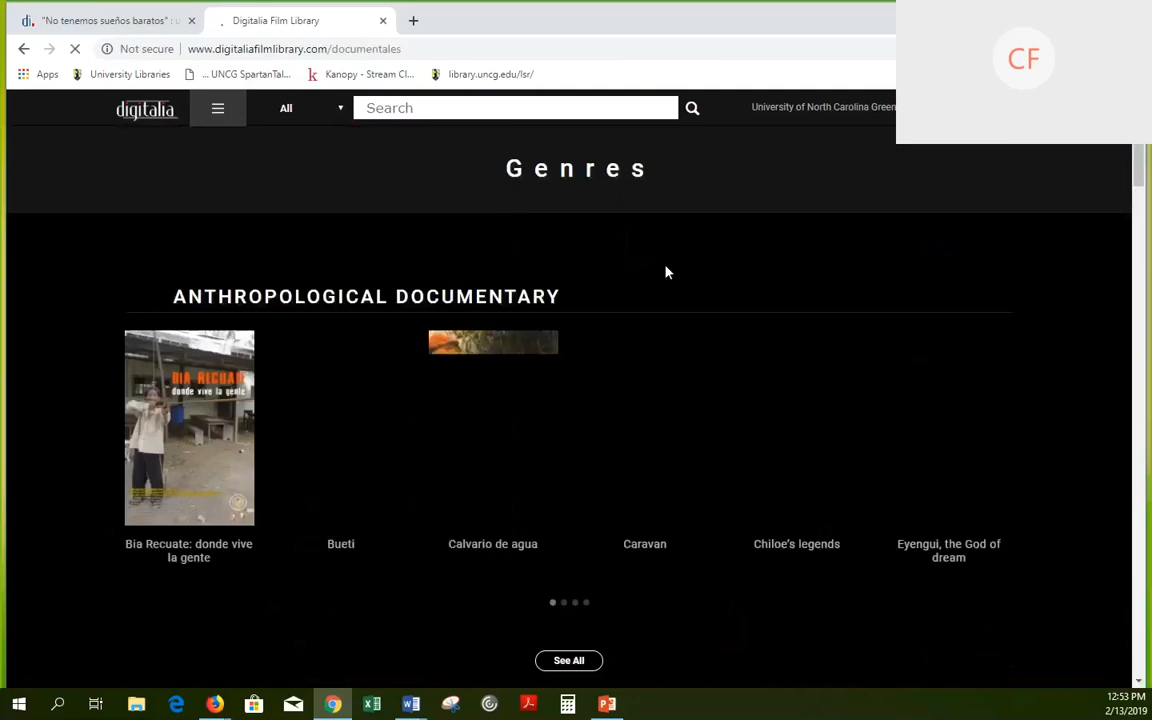 di. "No tenemos sueños baratos" : u
Digitalia Film Library
Not secure
www.digitaliafilmlibrary.com/documentales
Apps
University Libraries
... UNCG SpartanTal...
k Kanopy - Stream Cl...
library.uncg.edu/lsr/
CF
digitalia
All
Search
University of North Carolina Green
Genres
ANTHROPOLOGICAL DOCUMENTARY
BIA RECUATE
donde vive la gente
Bia Recuate: donde vive
la gente
Bueti
Calvario de agua
Caravan
Chiloe's legends
Eyengui, the God of
dream
See All
12:53 PM
2/13/2019